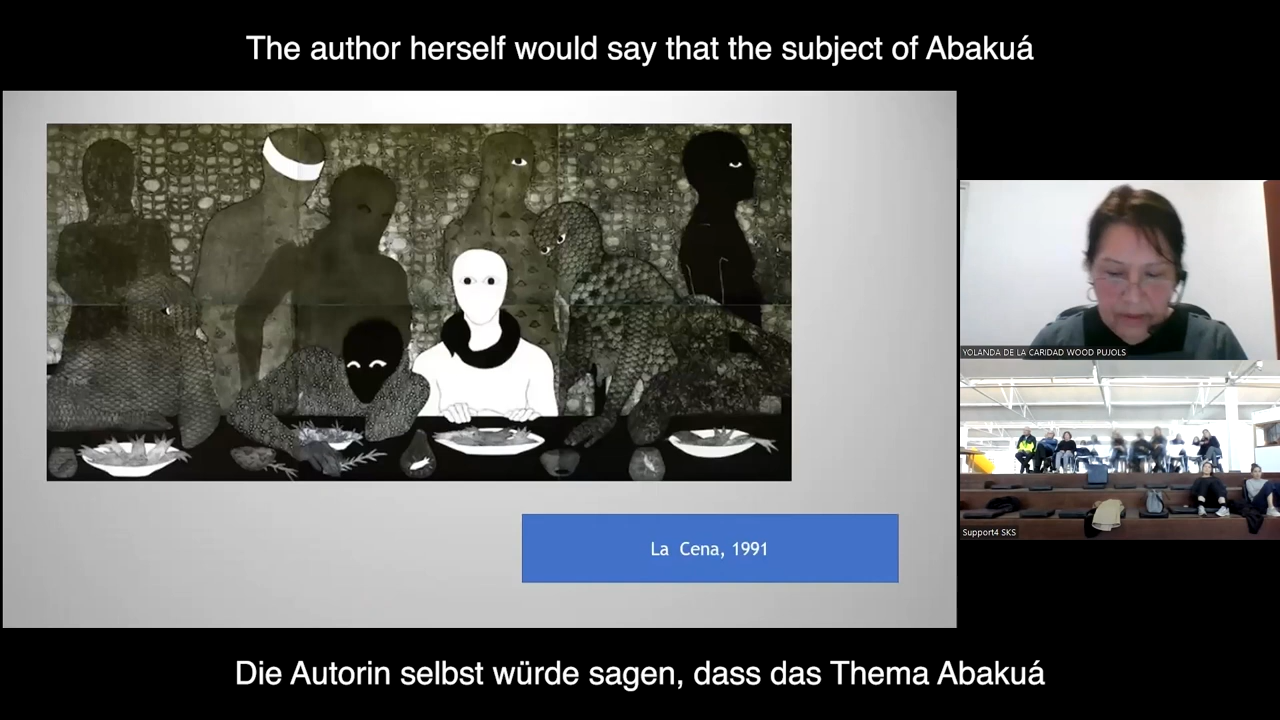 The author herself would say that the subject of Abakuá
La Cena, 1991
YOLANDA DE LA CARIDAD WOOD PUJOLS
Support4 SKS
Die Autorin selbst würde sagen, dass das Thema Abakuá